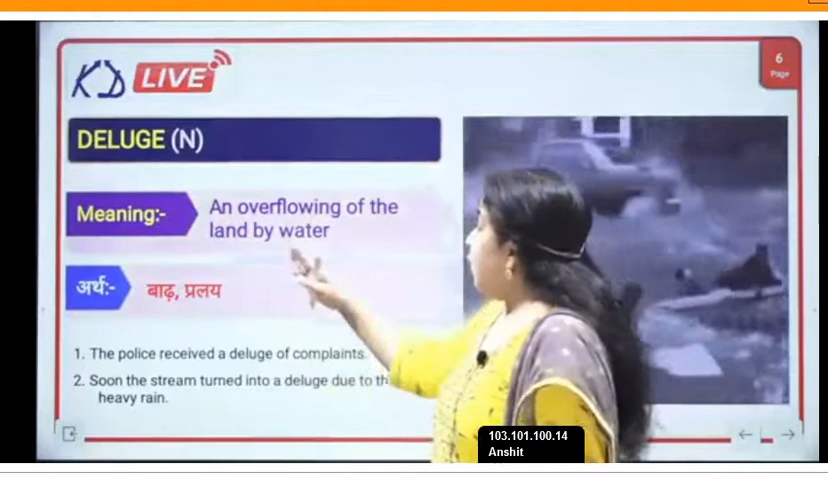 KD LIVE
6
Page
DELUGE (N)
Meaning:- An overflowing of the
land by water
अर्थ:- बाढ़, प्रलय
1. The police received a deluge of complaints.
2. Soon the stream turned into a deluge due to th
heavy rain.
103.101.100.14
Anshit